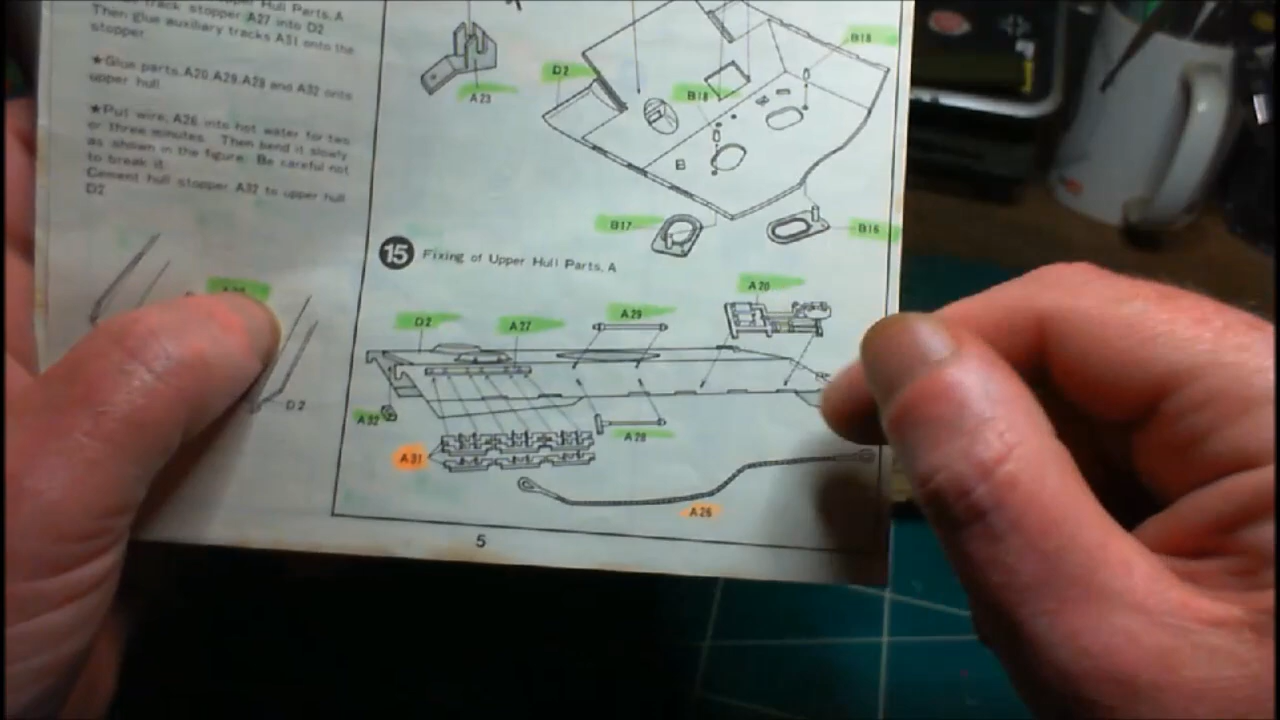 Hull Parts, A
track stopper A27 into D2
Then glue auxiliary tracks A31 onto the
stopper.
★Glue parts, A20, A29, A28 and A32 onto
upper hull.
★Put wire, A26 into hot water for two
or three minutes. Then bend it slowly
as shown in the figure. Be careful not
to break it.
Cement hull stopper A32 to upper hull
D2
D2
A23
D2
B18
B18
B
B17
B16
15 Fixing of Upper Hull Parts, A
D2
A27
A29
A20
A32
A31
A28
A26
5